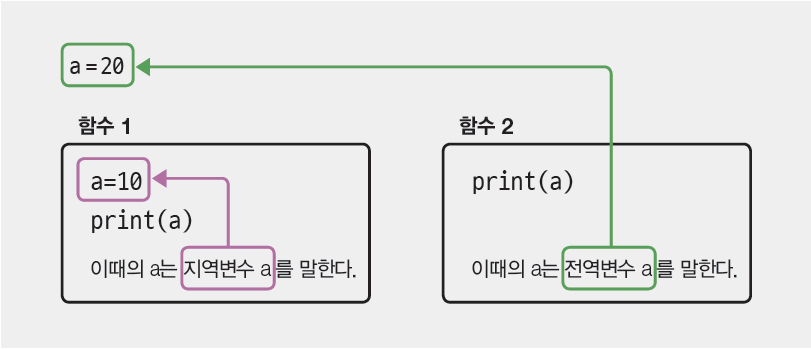 a = 20
함수 1
a=10
print(a)
이때의 a는 지역변수 a를 말한다.
함수 2
print(a)
이때의 a는 전역변수 a를 말한다.